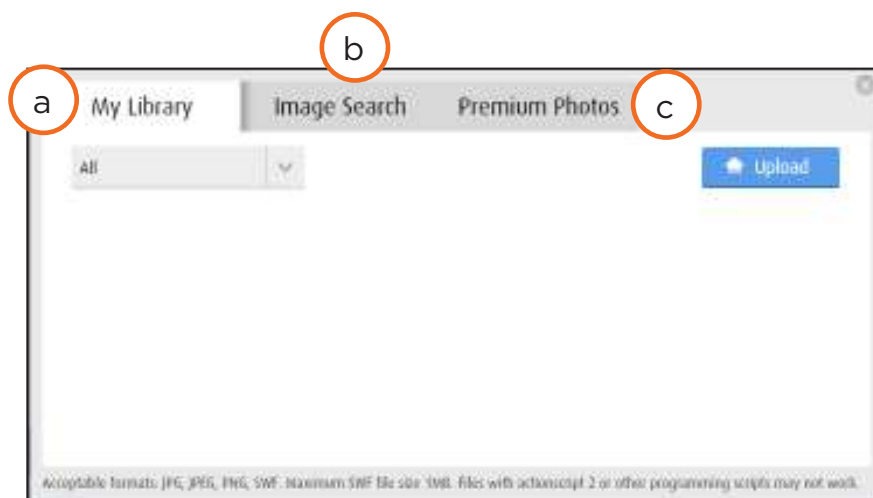 b
a My Library Image Search Premium Photos c
All Upload
Acceptable formats: JPG, JPEG, PNG, SWF. Maximum SWF file size 1MB. Files with actionscript 2 or other programming scripts may not work.